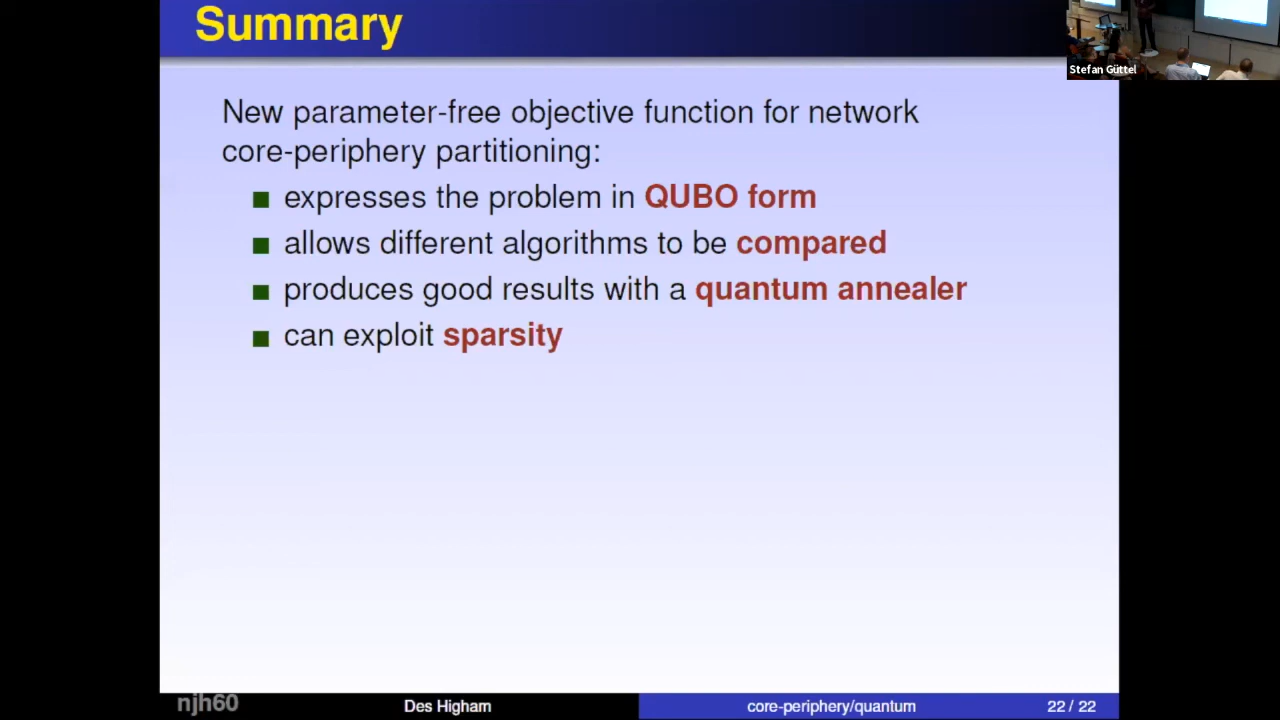 Summary
Stefan Güttel
New parameter-free objective function for network
core-periphery partitioning:
expresses the problem in QUBO form
allows different algorithms to be compared
produces good results with a quantum annealer
can exploit sparsity
njh60
Des Higham
core-periphery/quantum
22 / 22